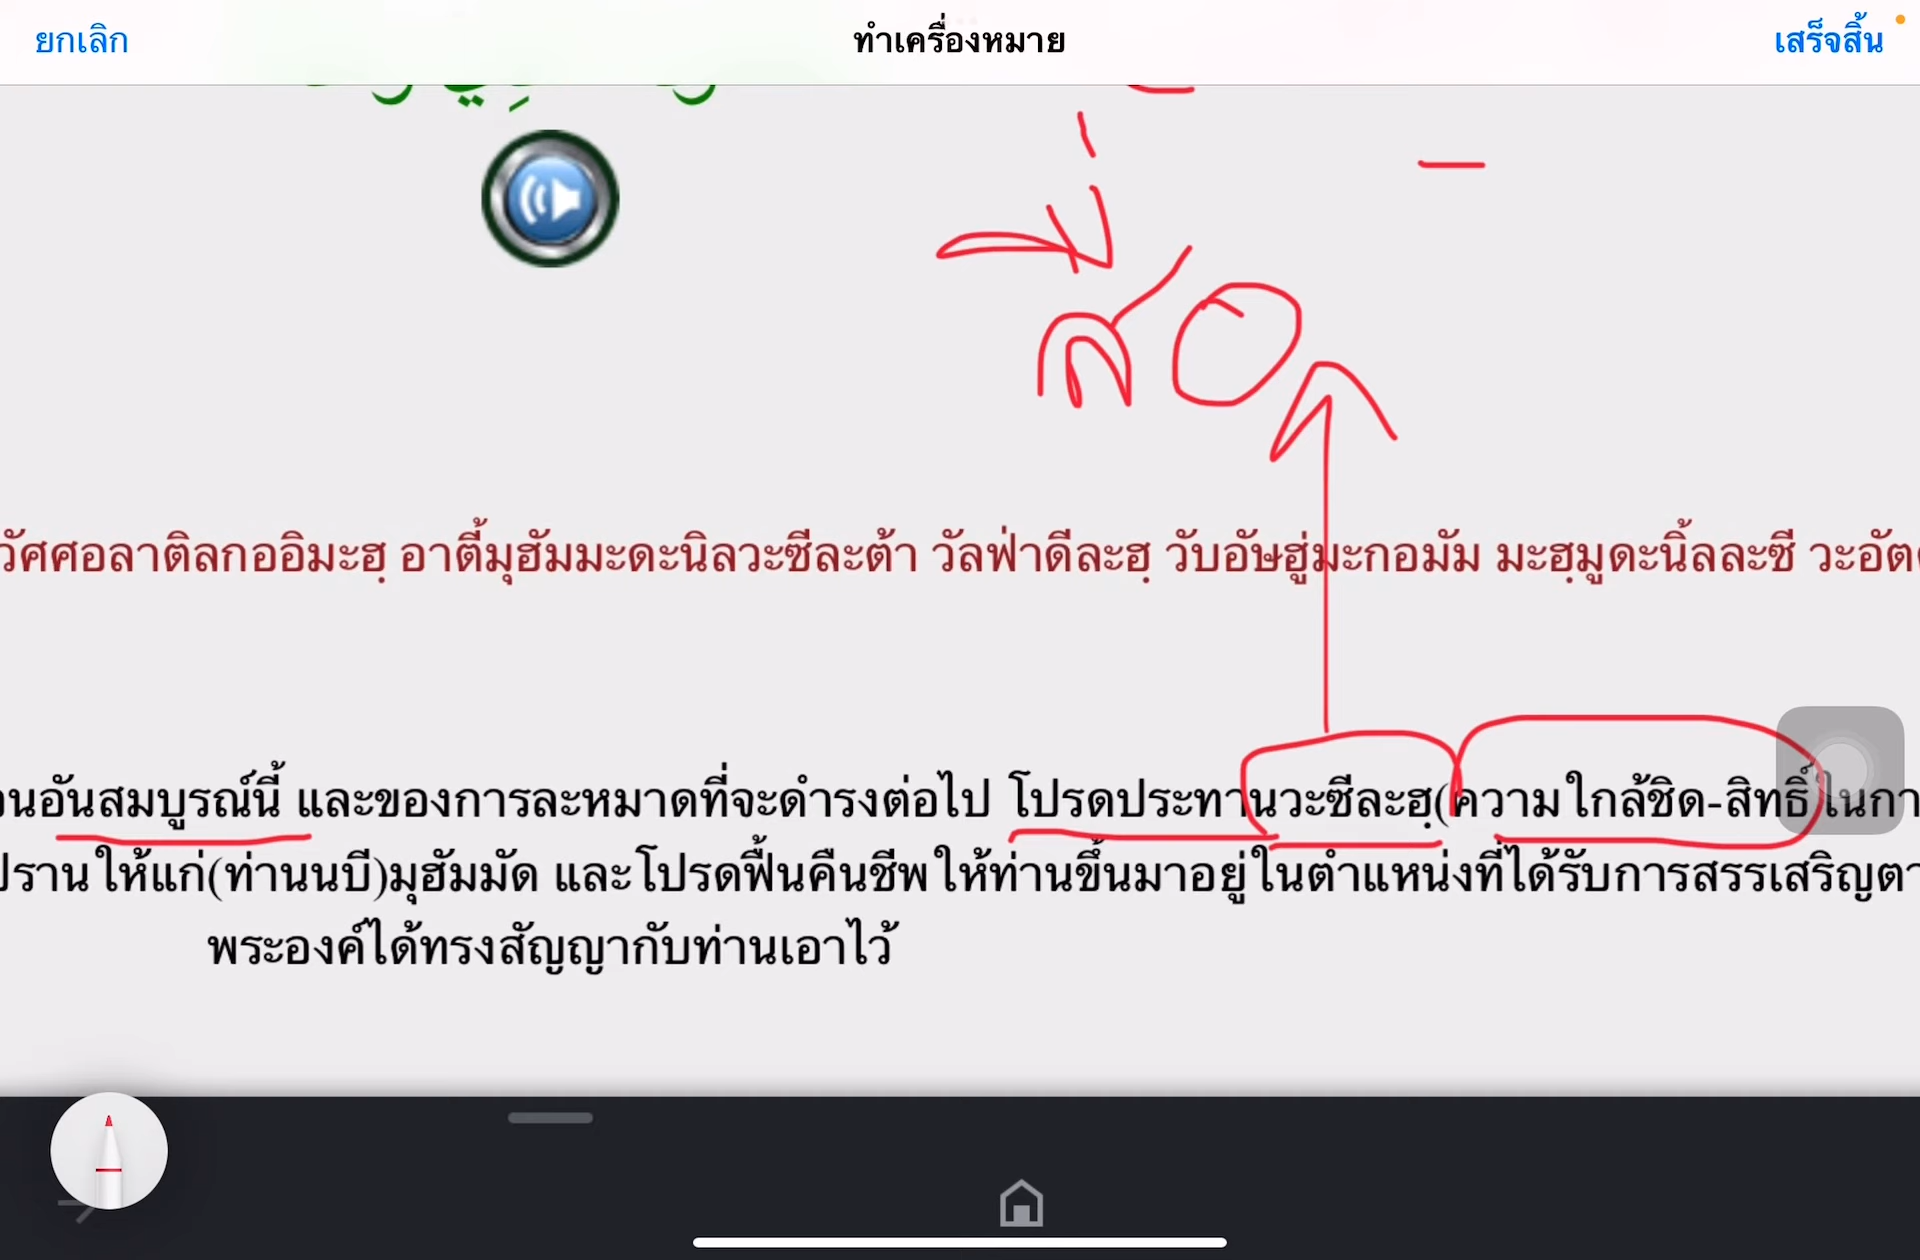 ยกเลิก ทำเครื่องหมาย เสร็จสิ้น
วัศศอลาติลกออิมะฮฺ อาตี้มุฮัมมะดะนิลวะซีละต้า วัลฟ่าดีละฮฺ วับอัษฮู่มะกอมัม มะฮฺมูดะนิ้ลละซี วะอัต
อันสมบูรณ์นี้ และของการละหมาดที่จะดำรงต่อไป โปรดประทานวะซีละฮฺ(ความใกล้ชิด-สิทธิ์ในกา
ปรานให้แก่(ท่านนบี)มุฮัมมัด และโปรดฟื้นคืนชีพให้ท่านขึ้นมาอยู่ในตำแหน่งที่ได้รับการสรรเสริญตา
พระองค์ได้ทรงสัญญากับท่านเอาไว้